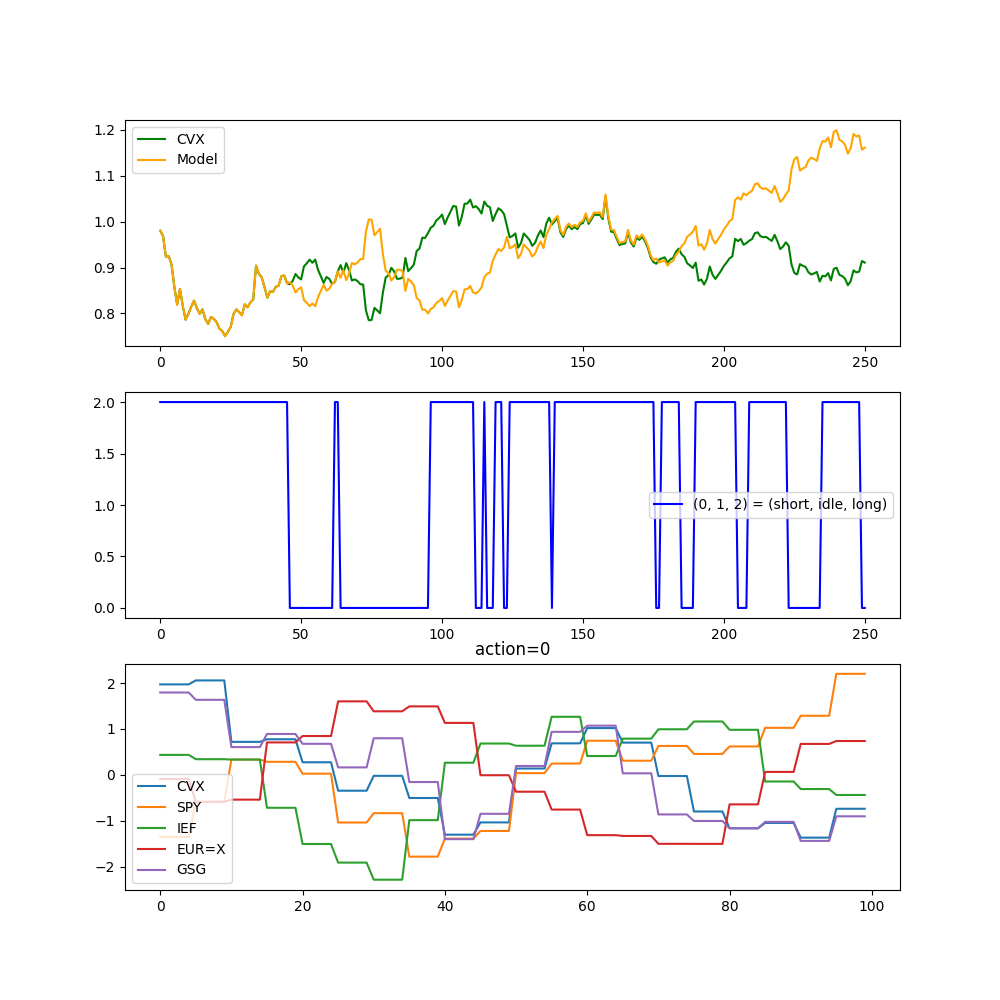 1.2
1.1
1.0
0.9
0.8
CVX
Model
0 50 100 150 200 250
2.0
1.5
1.0
0.5
0.0
(0, 1, 2) = (short, idle, long)
0 50 100 150 200 250
action=0
2
1
0
−1
−2
CVX
SPY
IEF
EUR=X
GSG
0 20 40 60 80 100